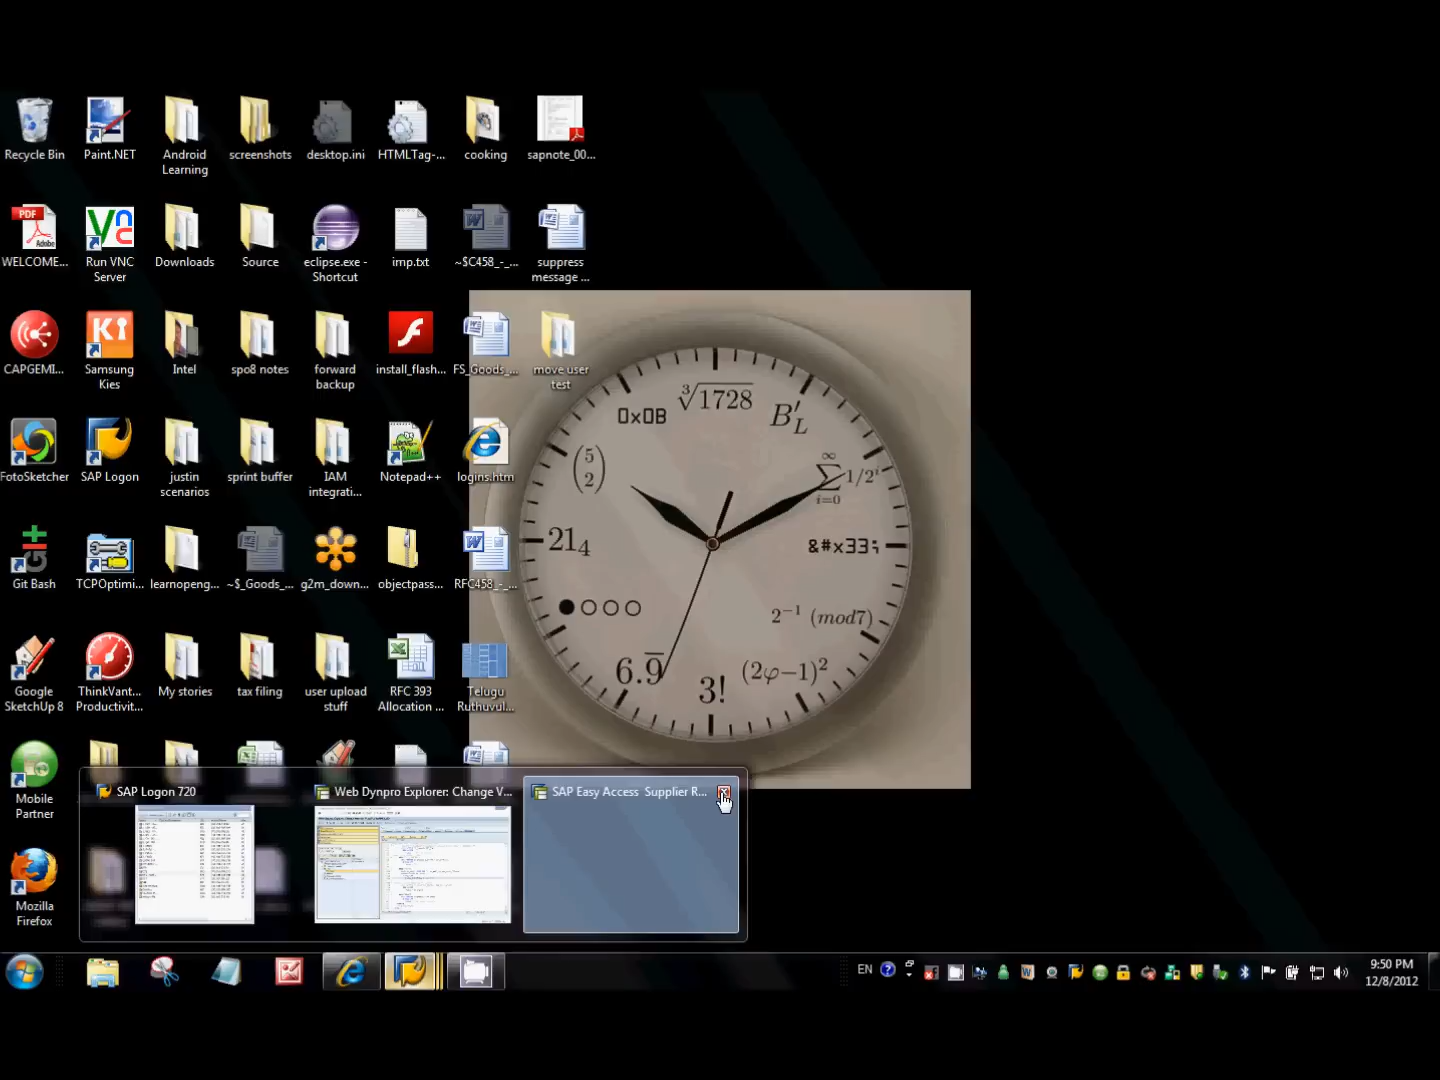 Recycle Bin
Paint.NET
Android
Learning
screenshots
desktop.ini
HTMLTag-...
cooking
sapnote_00...
PDF
Adobe
WELCOME...
Run VNC
Server
Downloads
Source
eclipse.exe -
Shortcut
imp.txt
~$C458_-_...
suppress
message ...
CAPGEMI...
Samsung
Kies
Intel
spo8 notes
forward
backup
install_flash...
FS_Goods_...
move user
test
FotoSketcher
SAP Logon
justin
scenarios
sprint buffer
IAM
integrati...
Notepad++
logins.htm
Git Bash
TCPOptimi...
learnopeng...
~$_Goods_...
g2m_down...
objectpass...
RFC458_-_...
Google
SketchUp 8
ThinkVant...
Productivit...
My stories
tax filing
user upload
stuff
RFC 393
Allocation ...
Telugu
Ruthuvul...
Mobile
Partner
Mozilla
Firefox
∛1728
0x0B
B′L
(5 2)
∑ i=0 ∞ 1/2^i
21₄
&#x33;
2⁻¹ (mod7)
6.9̅
3!
(2φ−1)²
SAP Logon 720
Web Dynpro Explorer: Change V...
SAP Easy Access  Supplier R...
EN
9:50 PM
12/8/2012